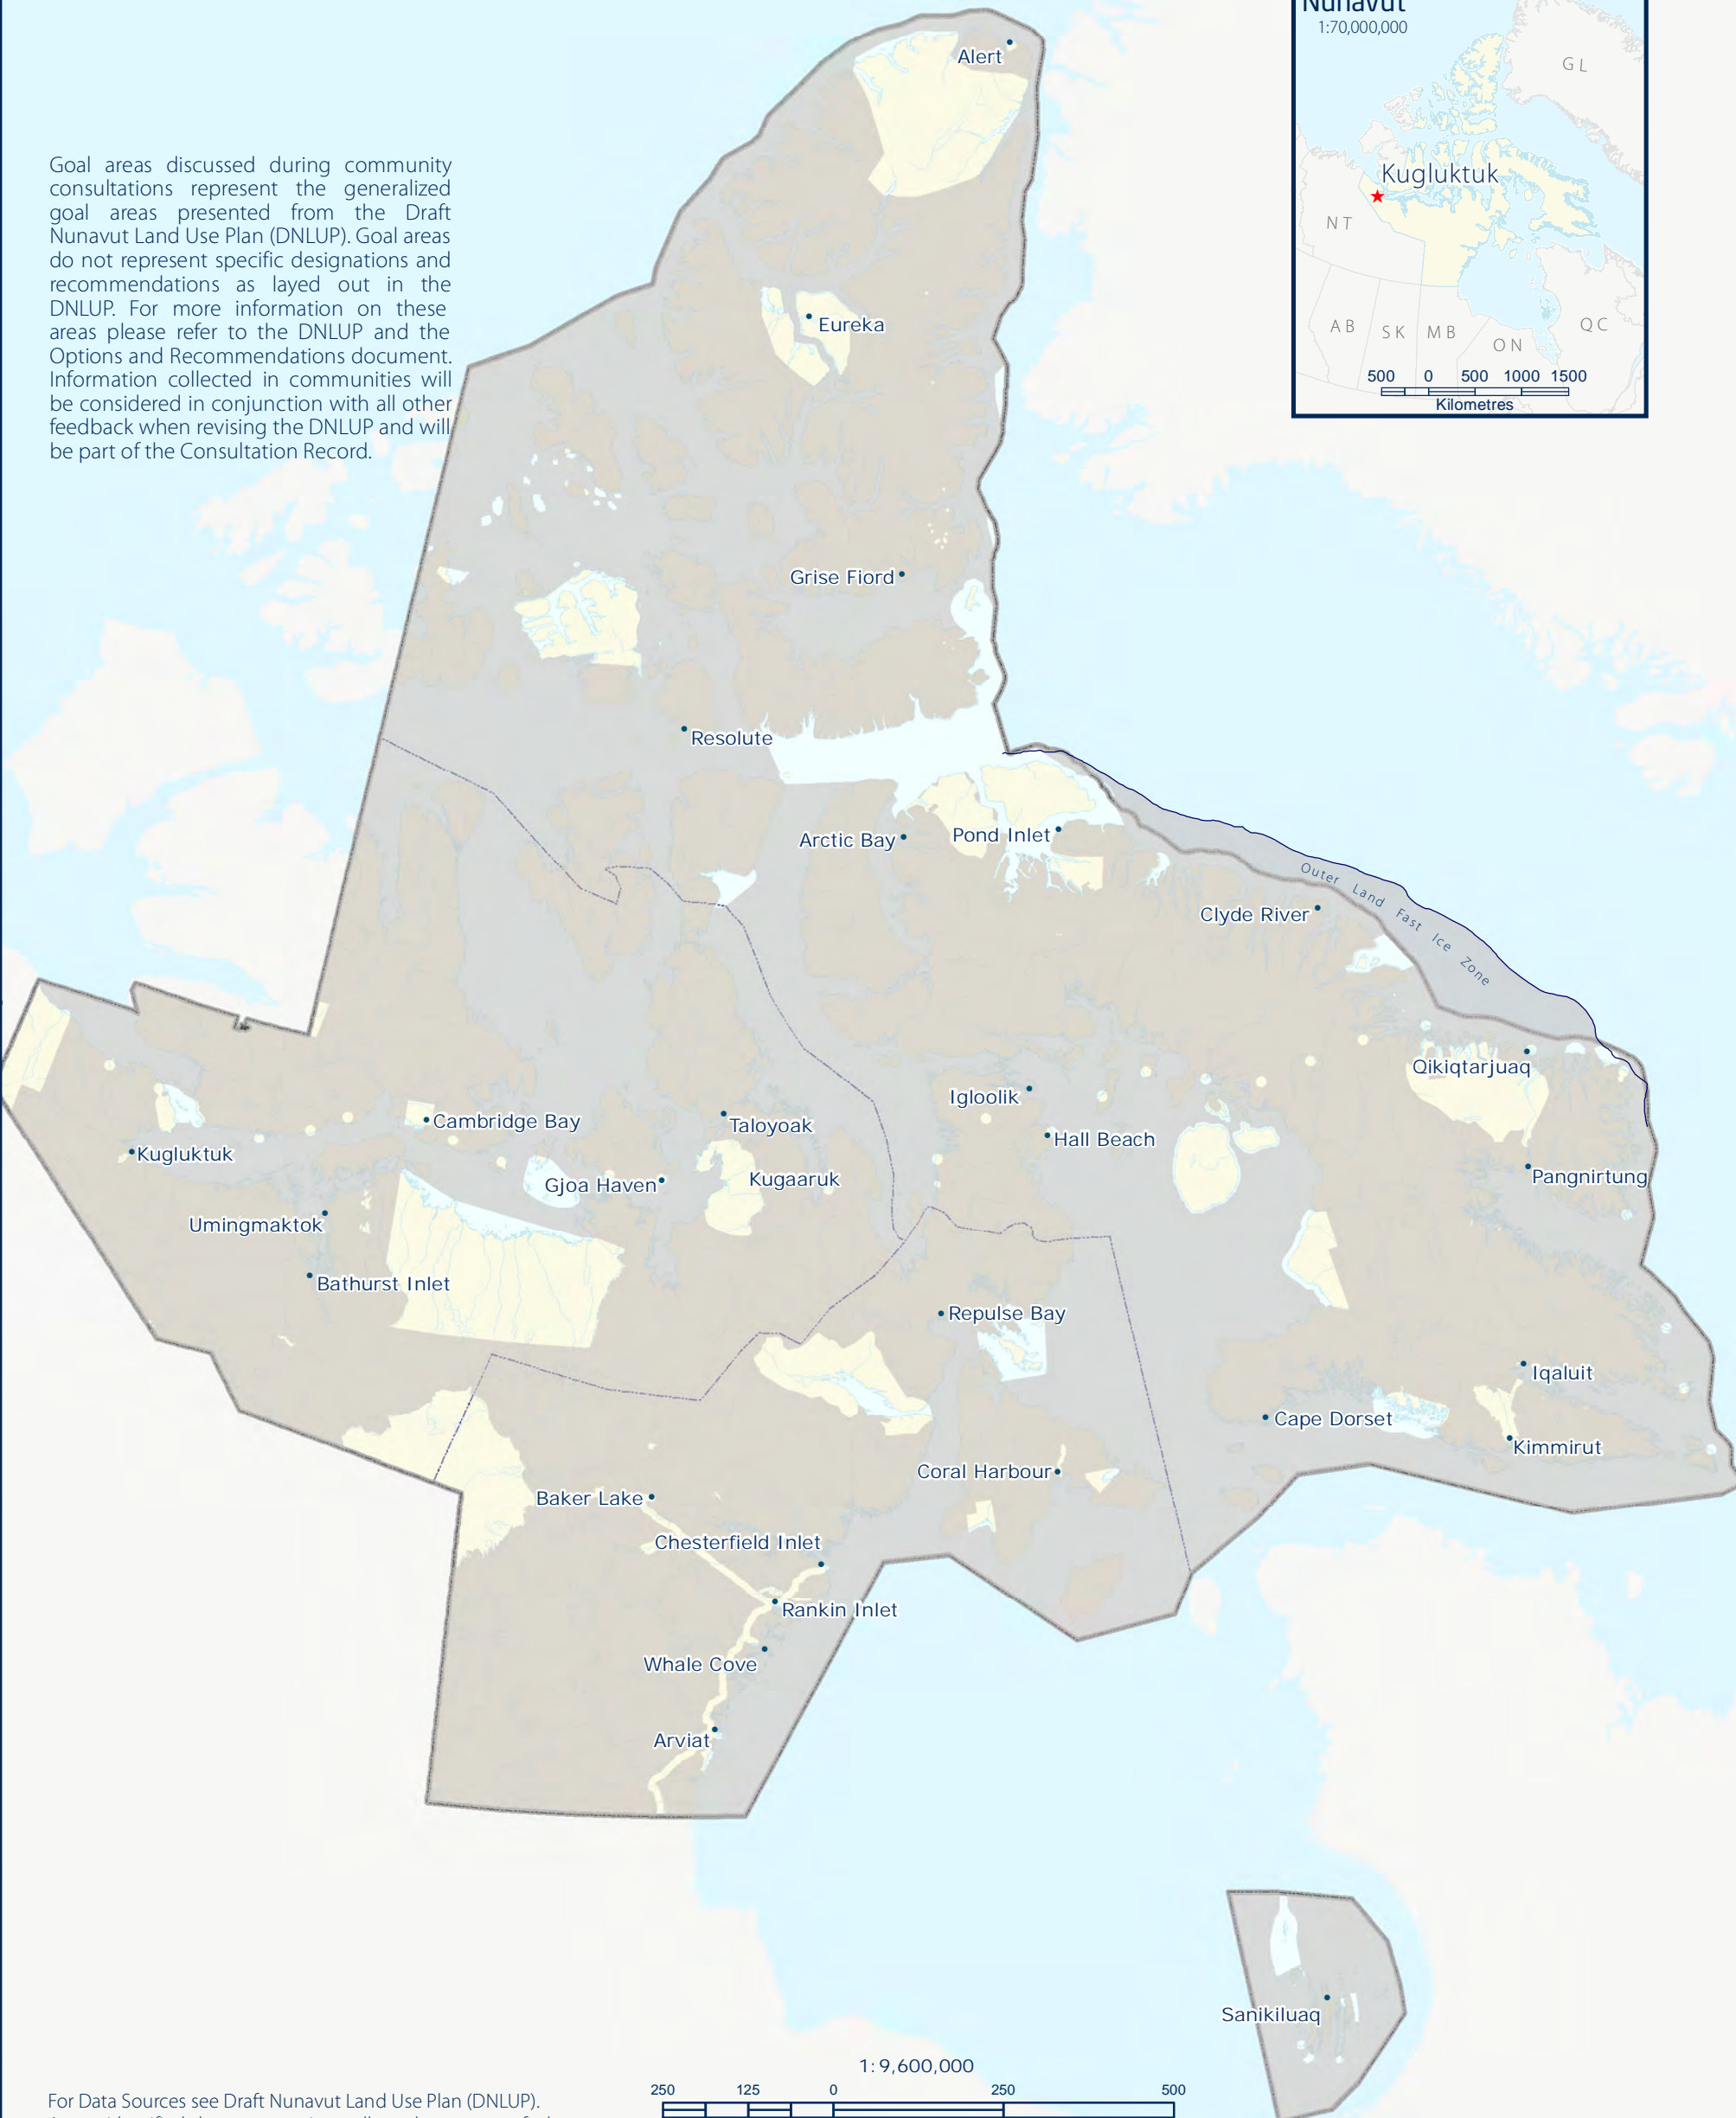 Nunavut
1:70,000,000
GL
Kugluktuk
NT
AB
SK
MB
ON
QC
500 0 500 1000 1500
Kilometres
Goal areas discussed during community
consultations represent the generalized
goal areas presented from the Draft
Nunavut Land Use Plan (DNLUP). Goal areas
do not represent specific designations and
recommendations as layed out in the
DNLUP. For more information on these
areas please refer to the DNLUP and the
Options and Recommendations document.
Information collected in communities will
be considered in conjunction with all other
feedback when revising the DNLUP and will
be part of the Consultation Record.
Alert
Eureka
Grise Fiord
Resolute
Arctic Bay
Pond Inlet
Clyde River
Outer Land Fast Ice Zone
Qikiqtarjuaq
Igloolik
Cambridge Bay
Taloyoak
Hall Beach
Kugluktuk
Pangnirtung
Kugaaruk
Gjoa Haven
Umingmaktok
Bathurst Inlet
Repulse Bay
Iqaluit
Cape Dorset
Kimmirut
Coral Harbour
Baker Lake
Chesterfield Inlet
Rankin Inlet
Whale Cove
Arviat
Sanikiluaq
1:9,600,000
250 125 0 250 500
For Data Sources see Draft Nunavut Land Use Plan (DNLUP).